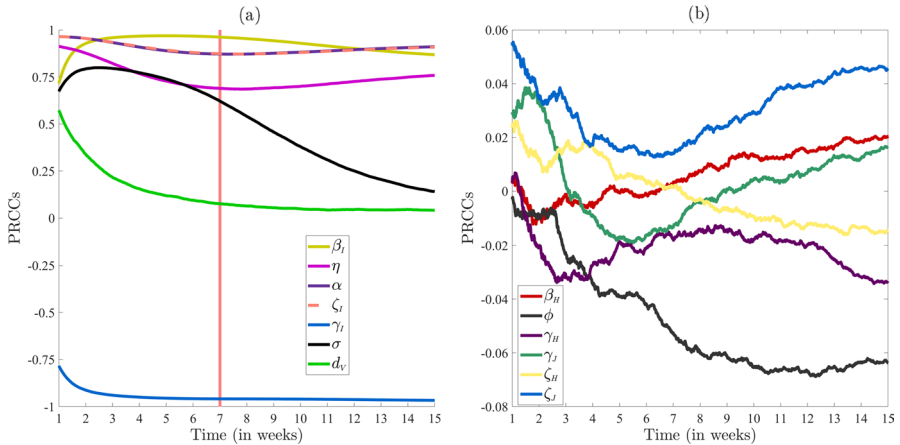 (a)
PRCCs
1
0.75
0.5
0.25
0
-0.25
-0.5
-0.75
-1
β_I
η
α
ζ_I
γ_I
σ
d_V
1 2 3 4 5 6 7 8 9 10 11 12 13 14 15
Time (in weeks)
(b)
PRCCs
0.06
0.04
0.02
0
-0.02
-0.04
-0.06
-0.08
β_H
ϕ
γ_H
γ_J
ζ_H
ζ_J
1 2 3 4 5 6 7 8 9 10 11 12 13 14 15
Time (in weeks)